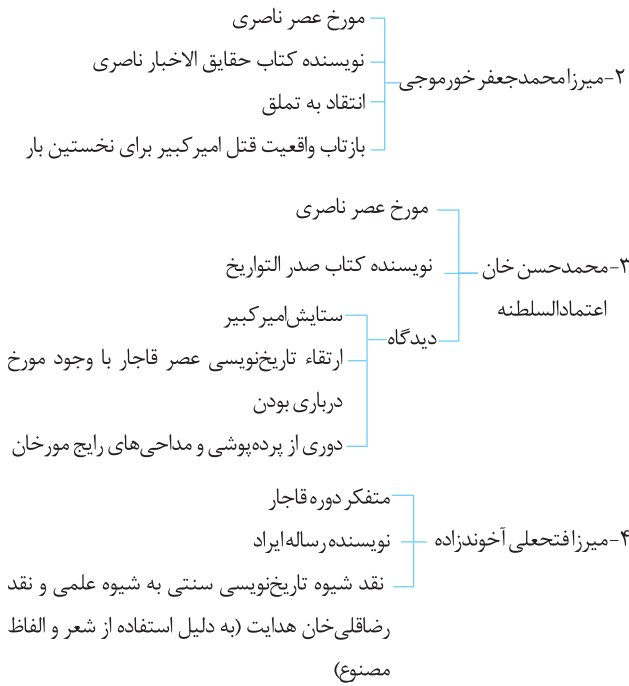 ۲-میرزا محمدجعفر خورموجی
مورخ عصر ناصری
نویسنده کتاب حقایق الاخبار ناصری
انتقاد به تملق
بازتاب واقعیت قتل امیرکبیر برای نخستین بار
۳-محمدحسن خان
اعتمادالسلطنه
مورخ عصر ناصری
نویسنده کتاب صدر التواریخ
دیدگاه
ستایش امیرکبیر
ارتقاء تاریخ‌نویسی عصر قاجار با وجود مورخ
درباری بودن
دوری از پرده‌پوشی و مداحی‌های رایج مورخان
۴-میرزا فتحعلی آخوندزاده
متفکر دوره قاجار
نویسنده رساله ایراد
نقد شیوه تاریخ‌نویسی سنتی به شیوه علمی و نقد
رضاقلی‌خان هدایت (به دلیل استفاده از شعر و الفاظ
مصنوع)